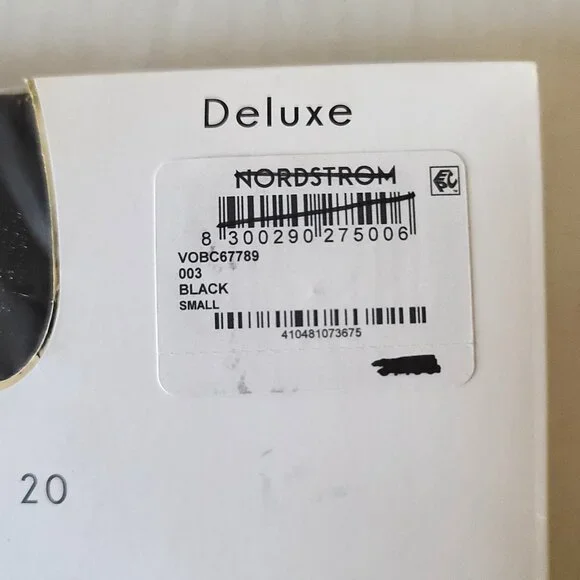 Deluxe
NORDSTROM
8 300290 275006
VOBC67789
003
BLACK
SMALL
410481073675
20